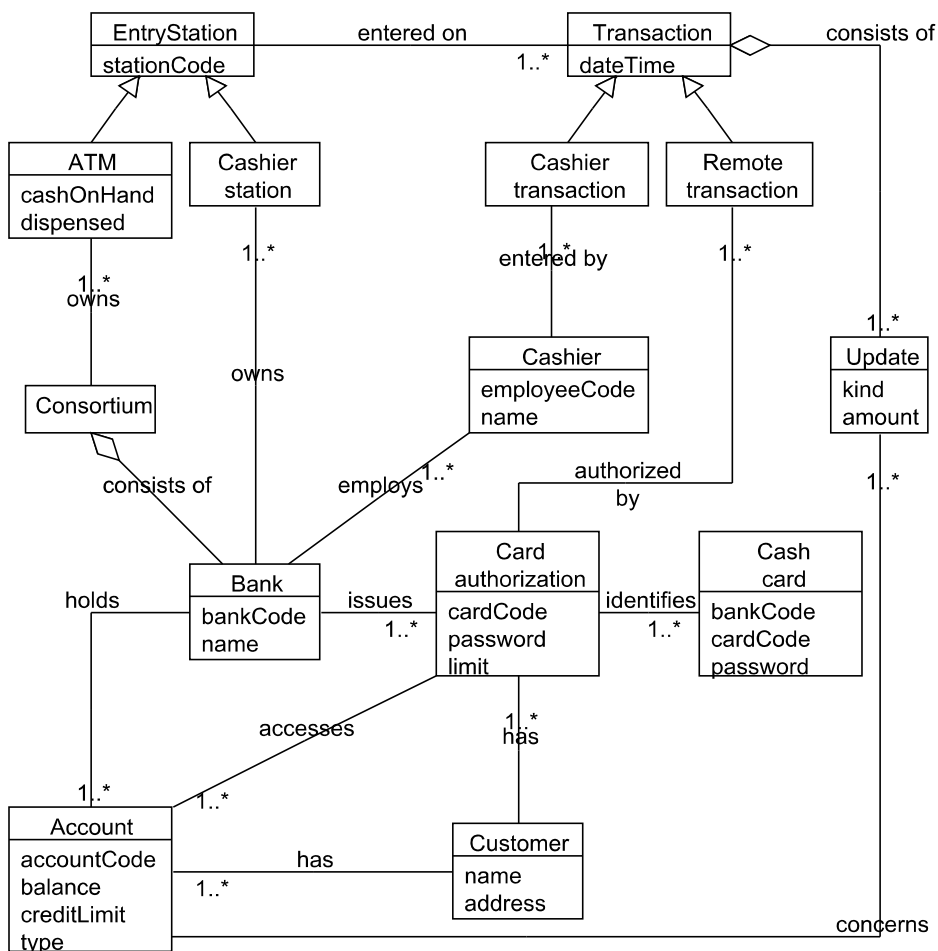 EntryStation
stationCode
entered on
1..*
Transaction
dateTime
consists of
ATM
cashOnHand
dispensed
Cashier
station
Cashier
transaction
Remote
transaction
1..*
owns
1..*
1..*
entered by
1..*
1..*
owns
Consortium
Cashier
employeeCode
name
Update
kind
amount
consists of
employs
1..*
authorized
by
1..*
Bank
bankCode
name
holds
issues
1..*
Card
authorization
cardCode
password
limit
identifies
1..*
Cash
card
bankCode
cardCode
password
accesses
1..*
has
1..*
1..*
Account
accountCode
balance
creditLimit
type
has
1..*
Customer
name
address
concerns